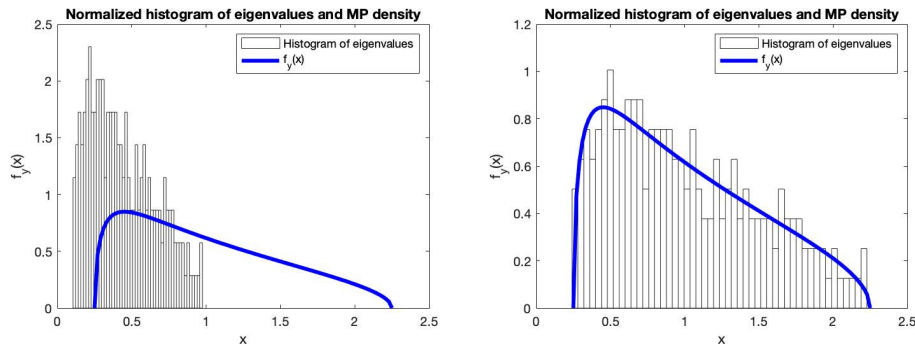 Normalized histogram of eigenvalues and MP density
2.5
2
1.5
1
0.5
0
f_y(x)
Histogram of eigenvalues
f_y(x)
0 0.5 1 1.5 2 2.5
x
Normalized histogram of eigenvalues and MP density
1.2
1
0.8
0.6
0.4
0.2
0
f_y(x)
Histogram of eigenvalues
f_y(x)
0 0.5 1 1.5 2 2.5
x